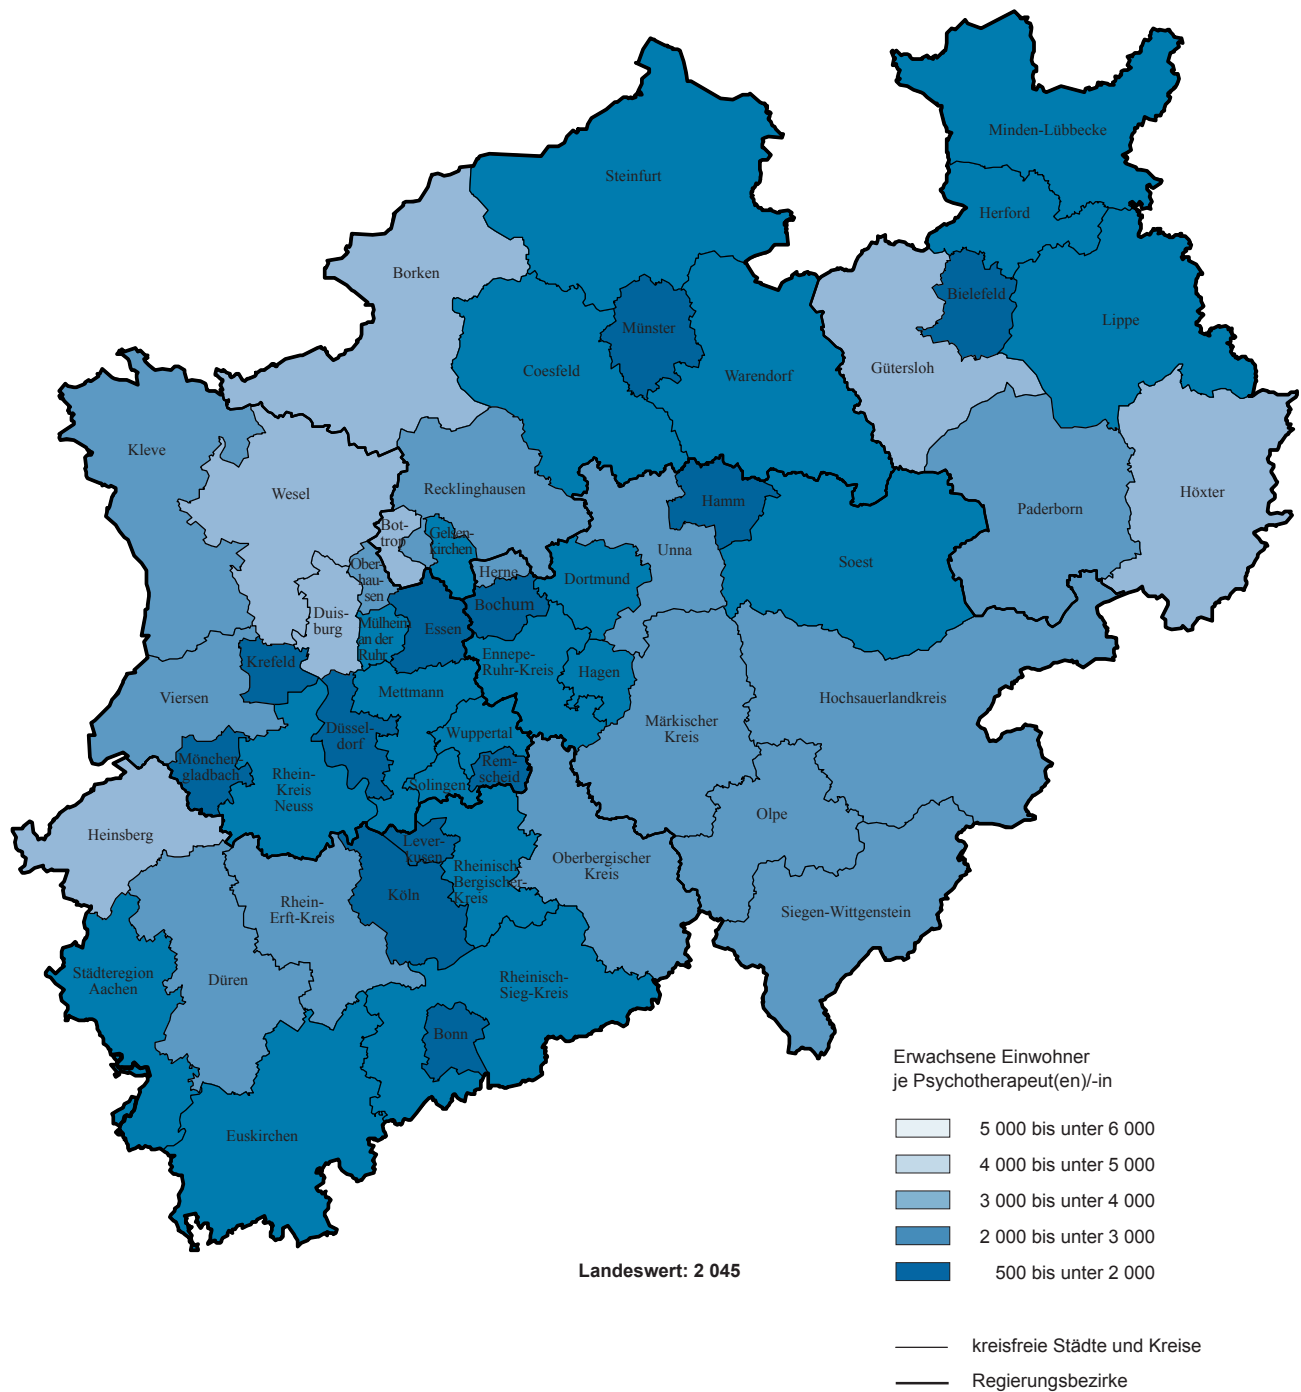 Minden-Lübbecke
Steinfurt
Herford
Borken
Bielefeld
Münster
Lippe
Gütersloh
Coesfeld
Warendorf
Kleve
Recklinghausen
Wesel
Höxter
Hamm
Paderborn
Bot-
trop
Gelsen-
kirchen
Unna
Soest
Ober-
hau-
sen
Herne
Dortmund
Bochum
Duis-
burg
Mülheim
an der
Ruhr
Essen
Ennepe-
Ruhr-Kreis
Hagen
Krefeld
Viersen
Mettmann
Hochsauerlandkreis
Märkischer
Kreis
Düssel-
dorf
Wuppertal
Mönchen-
gladbach
Rhein-
Kreis
Neuss
Rem-
scheid
Solingen
Olpe
Heinsberg
Lever-
kusen
Oberbergischer
Kreis
Rheinisch-
Bergischer-
Kreis
Rhein-
Erft-Kreis
Köln
Siegen-Wittgenstein
Städteregion
Aachen
Düren
Rheinisch-
Sieg-Kreis
Bonn
Euskirchen
Erwachsene Einwohner
je Psychotherapeut(en)/-in
5 000 bis unter 6 000
4 000 bis unter 5 000
3 000 bis unter 4 000
2 000 bis unter 3 000
500 bis unter 2 000
Landeswert: 2 045
kreisfreie Städte und Kreise
Regierungsbezirke